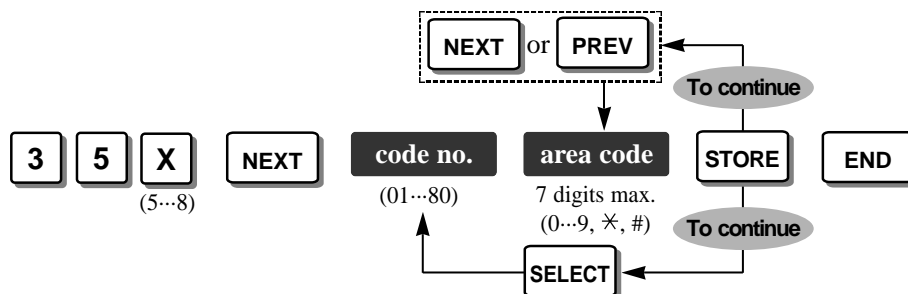 NEXT or PREV
To continue
3 5 X NEXT code no. area code STORE END
(5···8) (01···80) 7 digits max.
(0···9, ✳, #)
To continue
SELECT